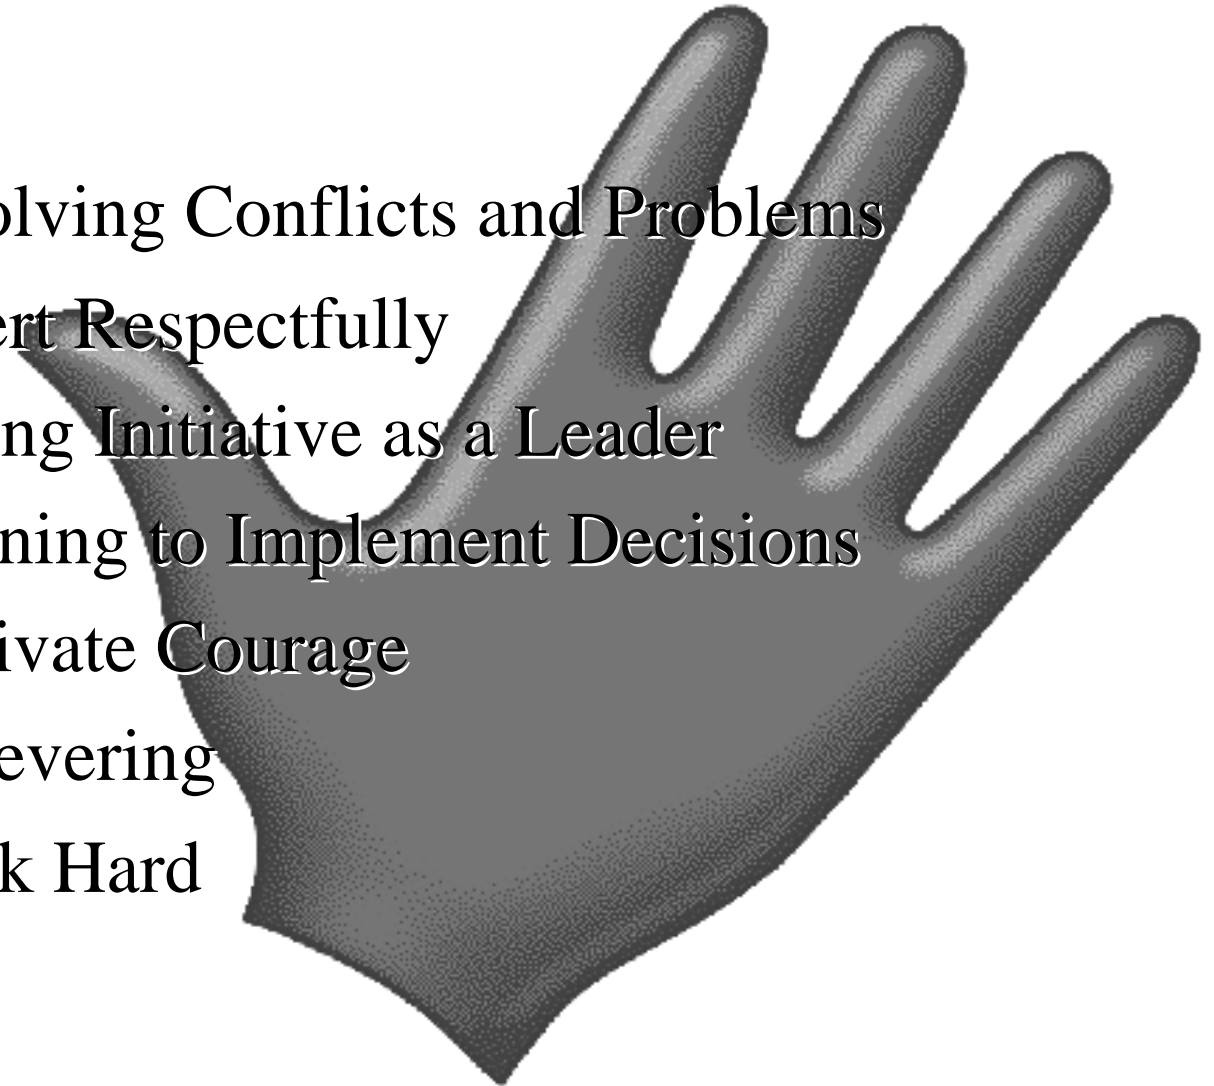 olving Conflicts and Problems
ert Respectfully
ng Initiative as a Leader
ning to Implement Decisions
ivate Courage
evering
k Hard